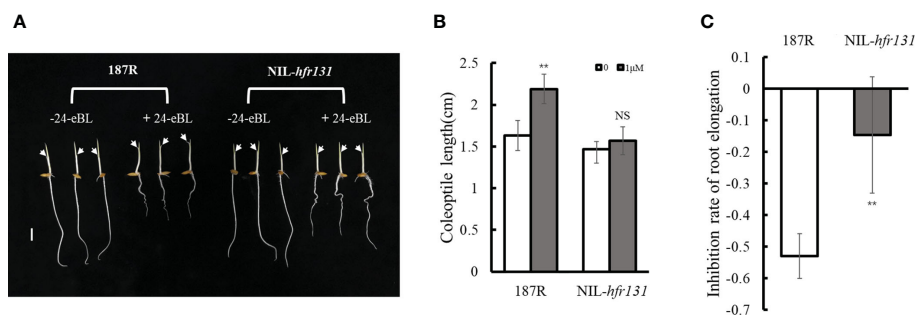 A
187R NIL-hfr131
-24-eBL + 24-eBL -24-eBL + 24-eBL
B
Coleoptile length(cm)
2.5
2
1.5
1
0.5
0
0 1μM
**
NS
187R NIL-hfr131
C
187R NIL-hfr131
Inhibition rate of root elongation
0.1
0
-0.1
-0.2
-0.3
-0.4
-0.5
-0.6
-0.7
**